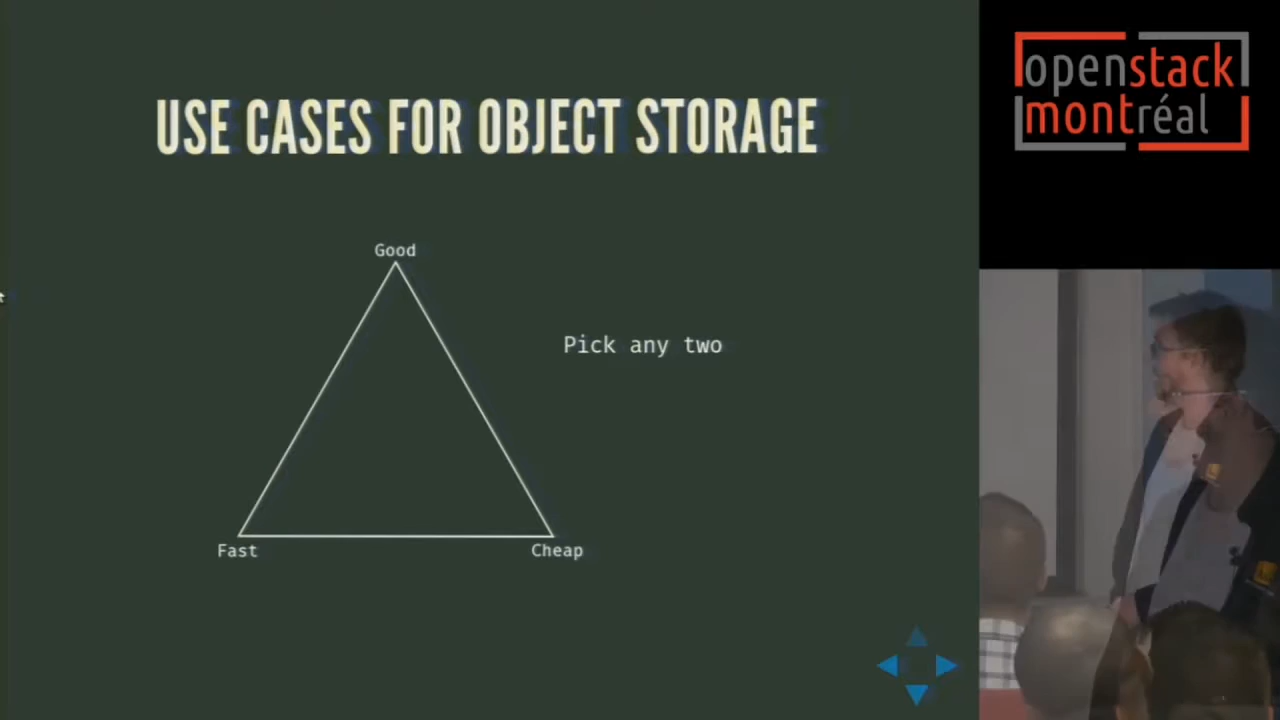 USE CASES FOR OBJECT STORAGE
Good
Pick any two
Fast
Cheap
openstack
montréal